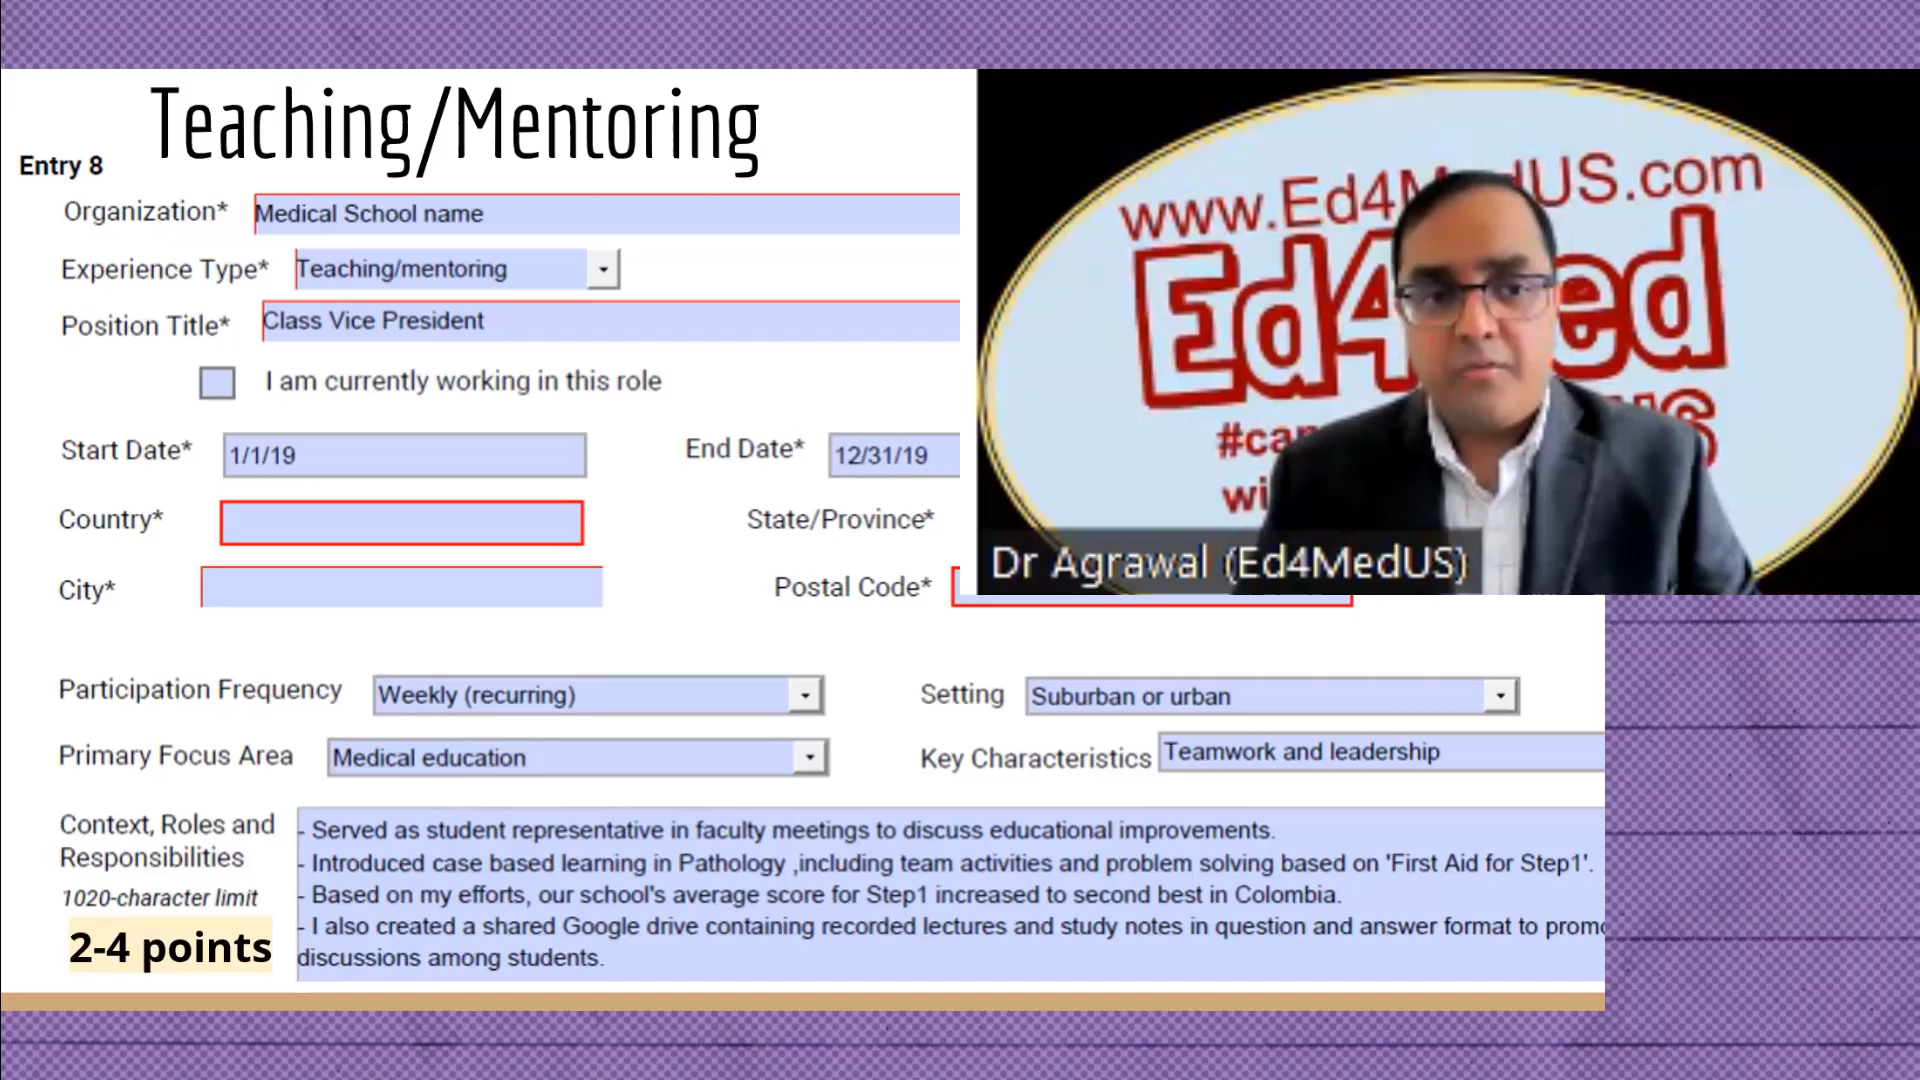 Teaching/Mentoring
Entry 8
Organization* Medical School name
Experience Type* Teaching/mentoring
Position Title* Class Vice President
I am currently working in this role
Start Date* 1/1/19 End Date* 12/31/19
Country* State/Province*
City* Postal Code*
Participation Frequency Weekly (recurring) Setting Suburban or urban
Primary Focus Area Medical education Key Characteristics Teamwork and leadership
Context, Roles and
Responsibilities
1020-character limit
2-4 points
- Served as student representative in faculty meetings to discuss educational improvements.
- Introduced case based learning in Pathology ,including team activities and problem solving based on 'First Aid for Step1'.
- Based on my efforts, our school's average score for Step1 increased to second best in Colombia.
- I also created a shared Google drive containing recorded lectures and study notes in question and answer format to
discussions among students.
www.Ed4MedUS.com
Ed4Med
Dr Agrawal (Ed4MedUS)